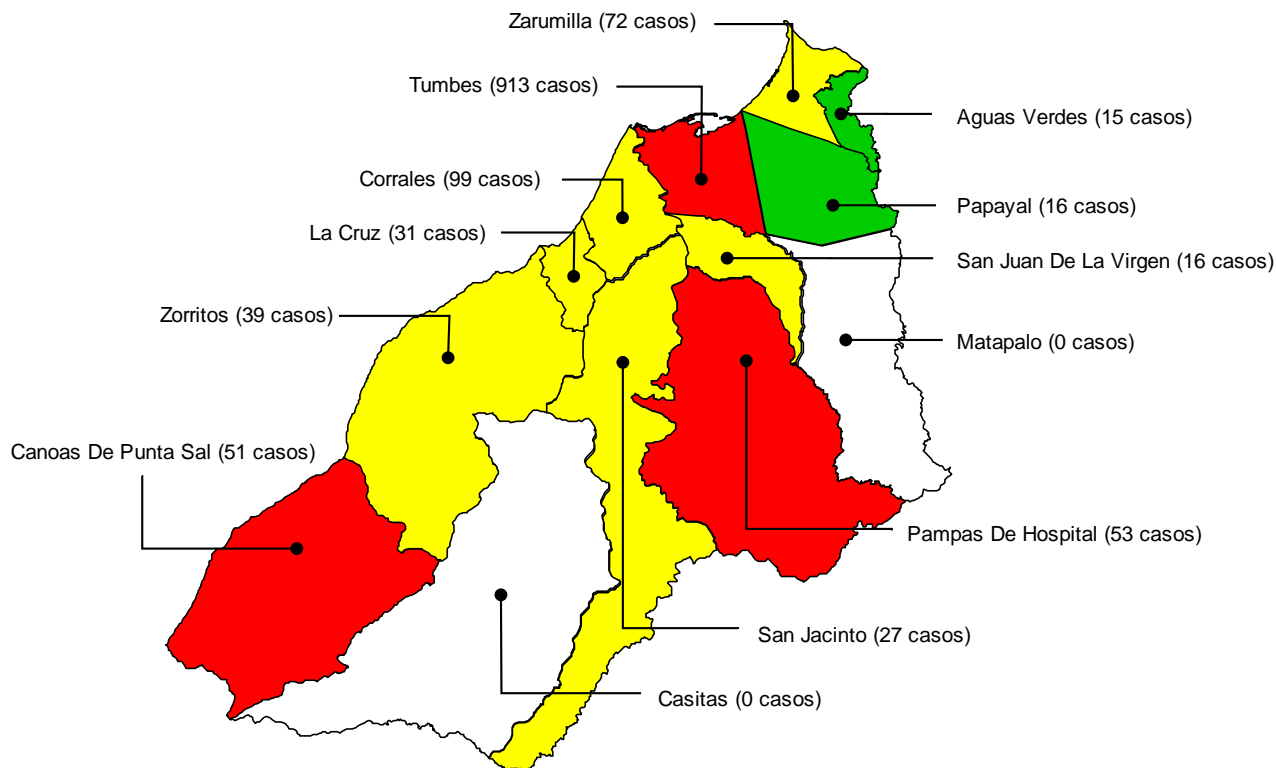 Zarumilla (72 casos)
Tumbes (913 casos)
Aguas Verdes (15 casos)
Corrales (99 casos)
Papayal (16 casos)
La Cruz (31 casos)
San Juan De La Virgen (16 casos)
Zorritos (39 casos)
Matapalo (0 casos)
Canoas De Punta Sal (51 casos)
Pampas De Hospital (53 casos)
San Jacinto (27 casos)
Casitas (0 casos)